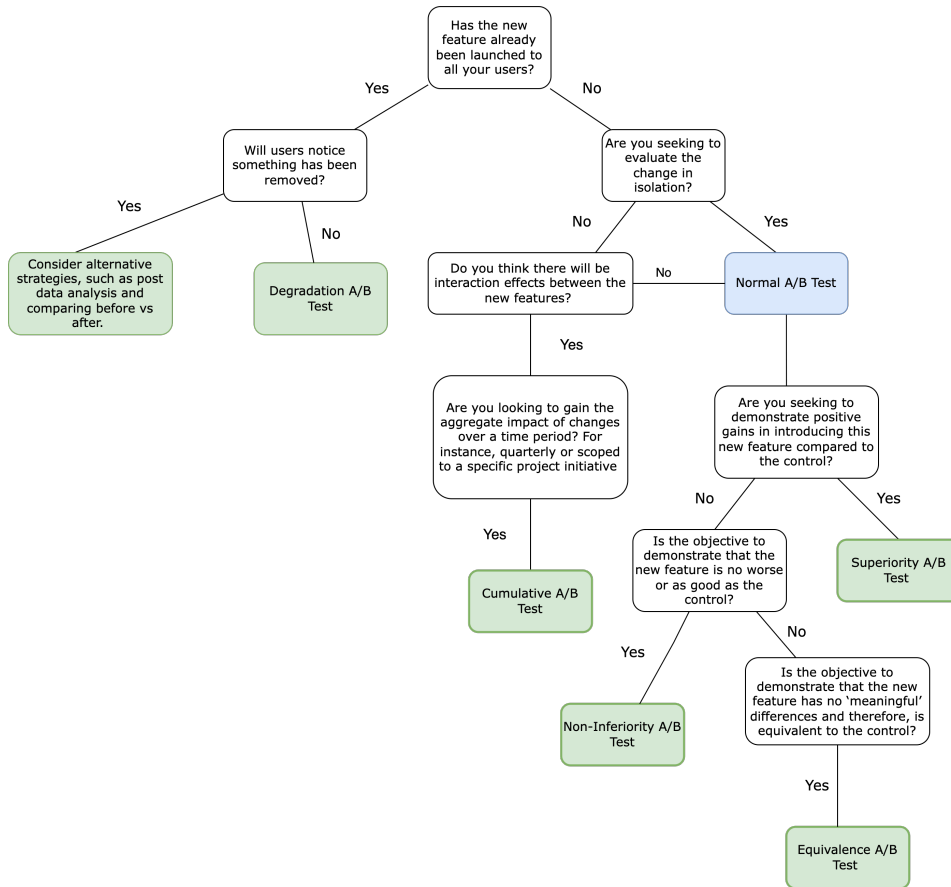 Has the new
feature already
been launched to
all your users?
Yes
No
Will users notice
something has been
removed?
Are you seeking to
evaluate the
change in
isolation?
Yes
No
No
Yes
Consider alternative
strategies, such as post
data analysis and
comparing before vs
after.
Degradation A/B
Test
Do you think there will be
interaction effects between the
new features?
No
Normal A/B Test
Yes
Are you looking to gain the
aggregate impact of changes
over a time period? For
instance, quarterly or scoped
to a specific project initiative
Are you seeking to
demonstrate positive
gains in introducing this
new feature compared to
the control?
Yes
No
Yes
Cumulative A/B
Test
Is the objective to
demonstrate that the
new feature is no worse
or as good as the
control?
Superiority A/B
Test
Yes
No
Non-Inferiority A/B
Test
Is the objective to
demonstrate that the new
feature has no ‘meaningful’
differences and therefore, is
equivalent to the control?
Yes
Equivalence A/B
Test